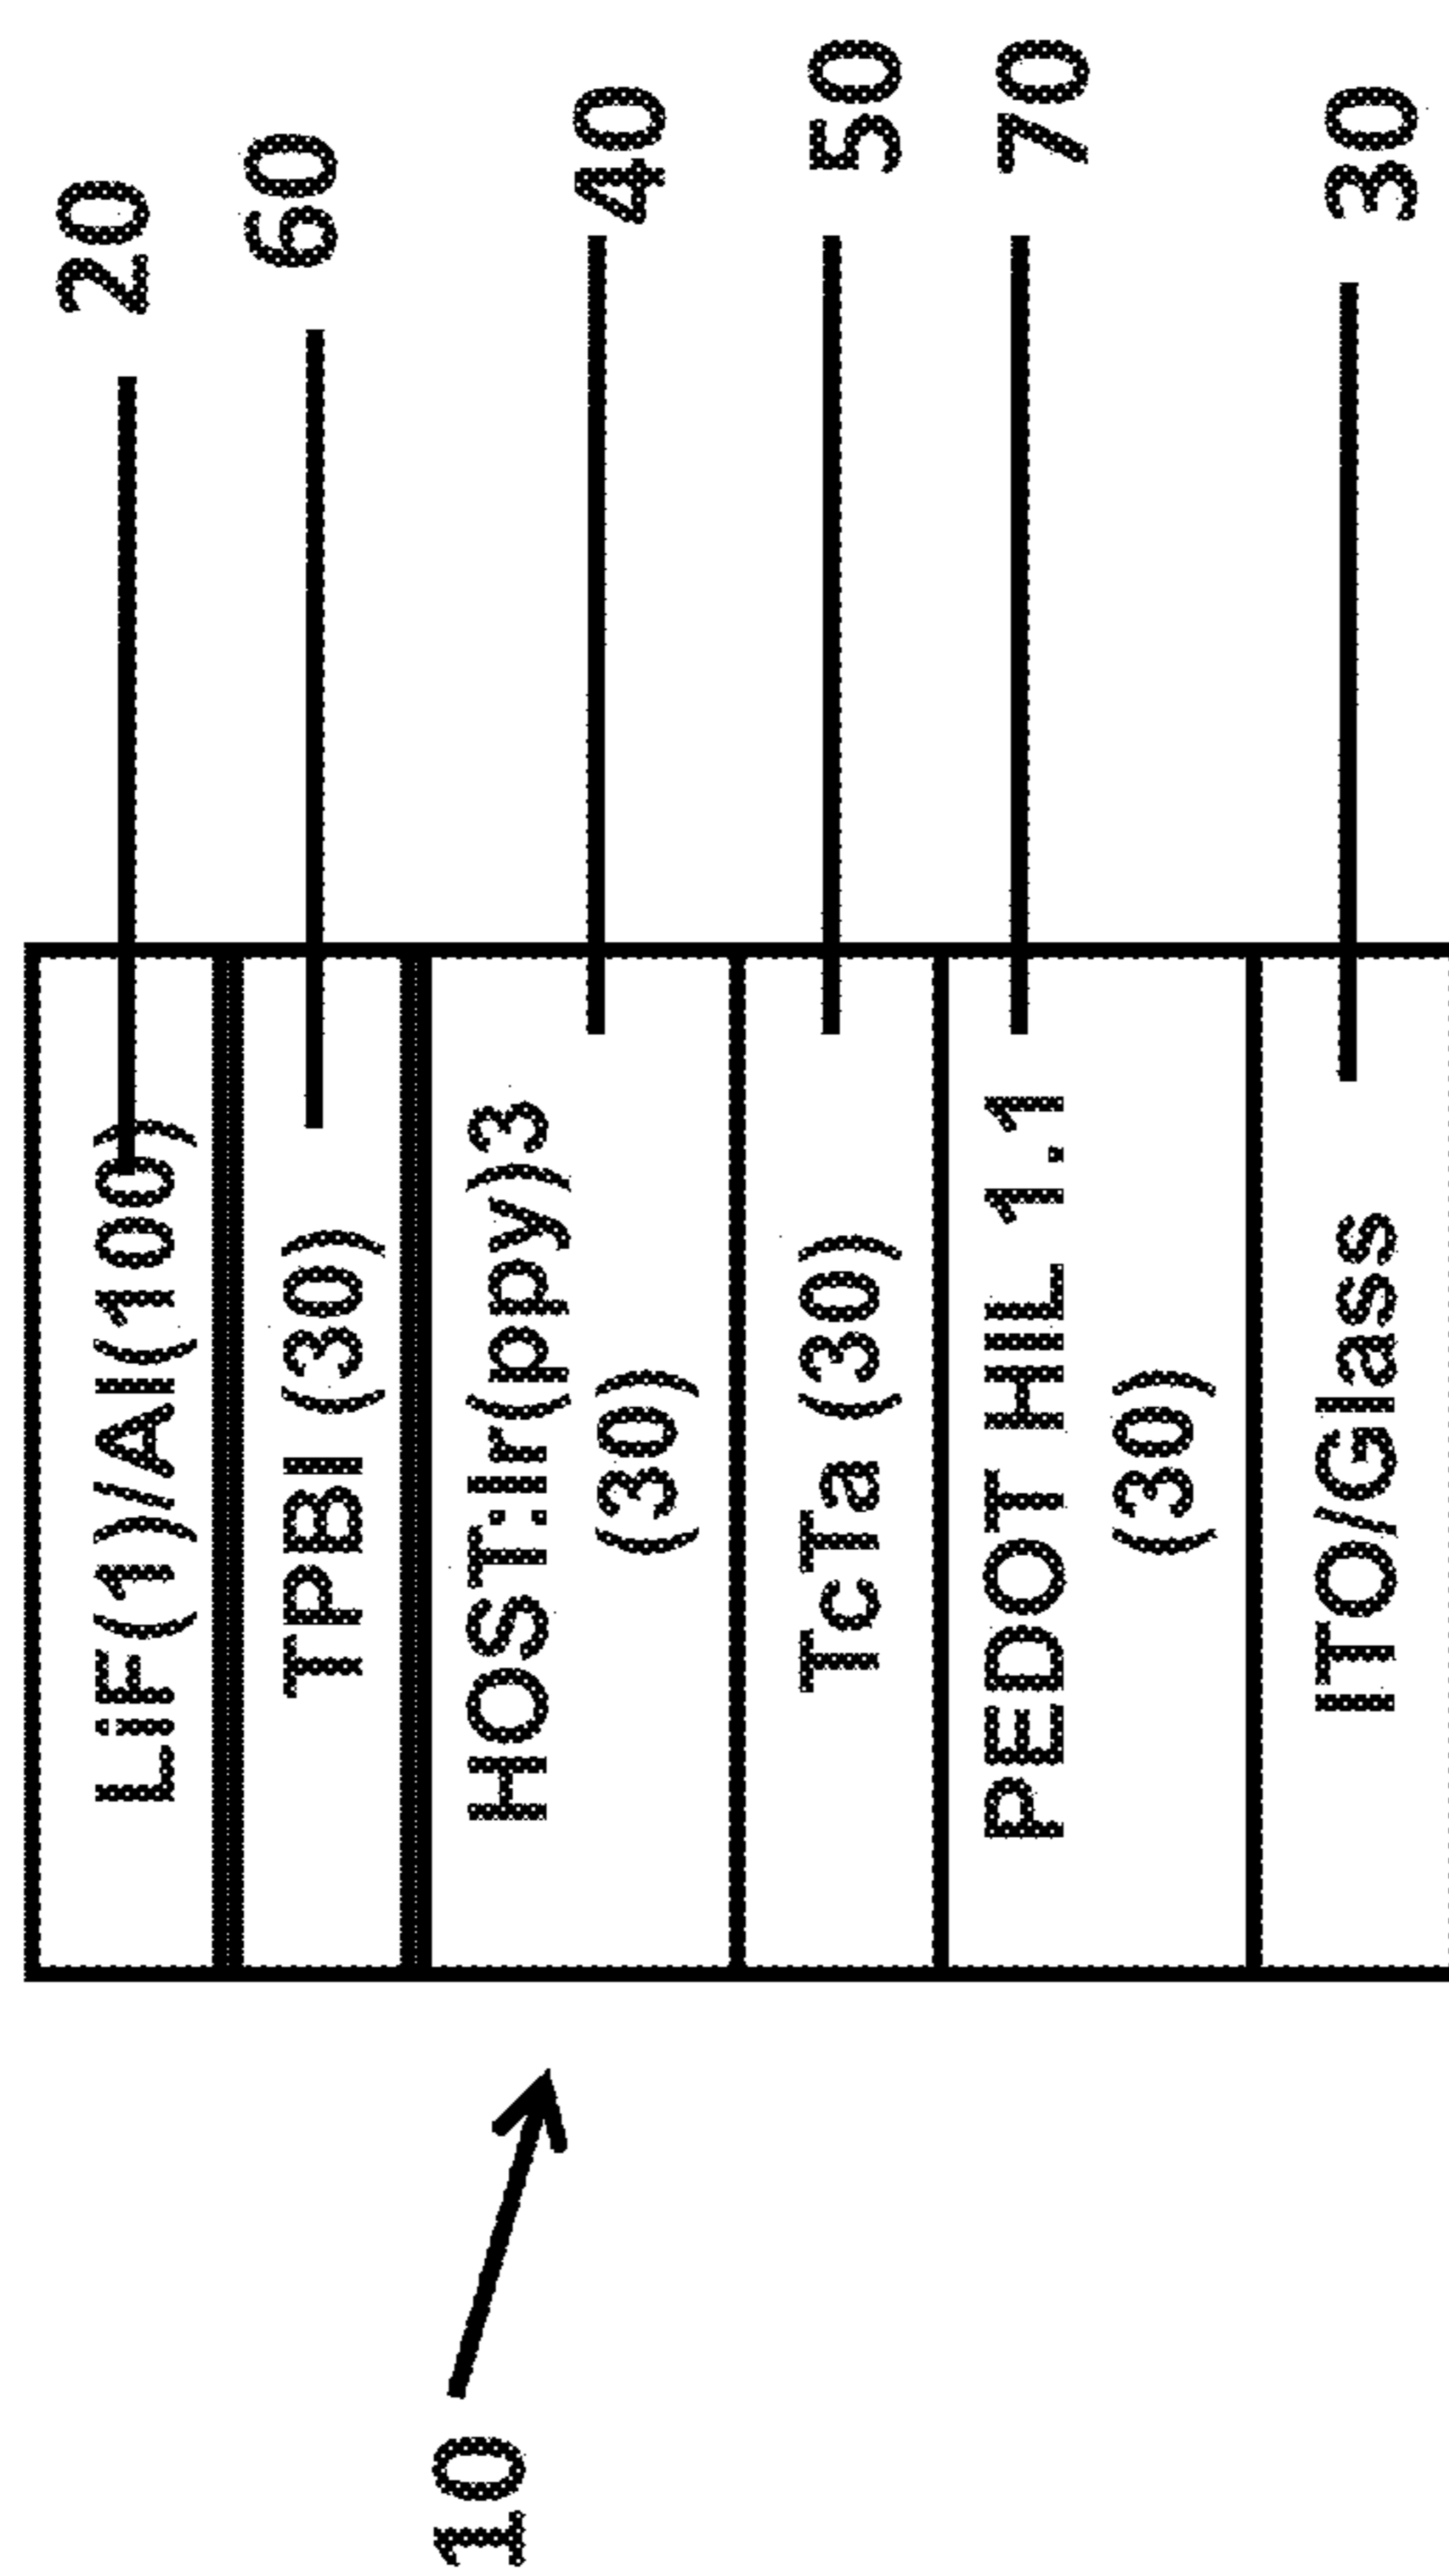 20
LiF(1)/Al(100)
60
TPBI (30)
10
HOST:Ir(ppy)3
(30)
40
TcTa (30)
50
PEDOT HIL 1.1
(30)
70
ITO/Glass
30